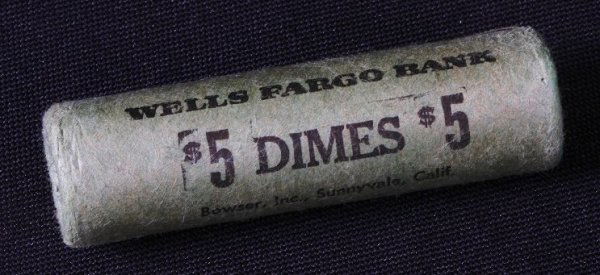 WELLS FARGO BANK
$5 DIMES $5
Bowser, Inc., Sunnyvale, Calif.